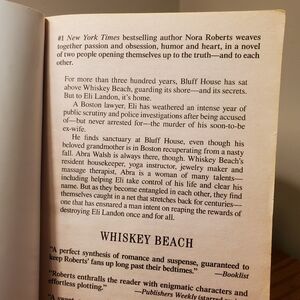 #1 New York Times bestselling author Nora Roberts weaves
together passion and obsession, humor and heart, in a novel
of two people opening themselves up to the truth—and to each
other.
For more than three hundred years, Bluff House has sat
above Whiskey Beach, guarding its shore—and its secrets.
But to Eli Landon, it's home.
A Boston lawyer, Eli has weathered an intense year of
public scrutiny and police investigations after being accused
of—but never arrested for—the murder of his soon-to-be
ex-wife.
He finds sanctuary at Bluff House, even though his
beloved grandmother is in Boston recuperating from a nasty
fall. Abra Walsh is always there, though. Whiskey Beach's
resident housekeeper, yoga instructor, jewelry maker and
massage therapist, Abra is a woman of many talents—
including helping Eli take control of his life and clear his
name. But as they become entangled in each other, they find
themselves caught in a net that stretches back for centuries—
one that has ensnared a man intent on reaping the rewards of
destroying Eli Landon once and for all.
WHISKEY BEACH
"A perfect synthesis of romance and suspense, guaranteed to
keep Roberts' fans up long past their bedtimes." —Booklist
"Roberts enthralls the reader with enigmatic characters and
effortless plotting." —Publishers Weekly (starred